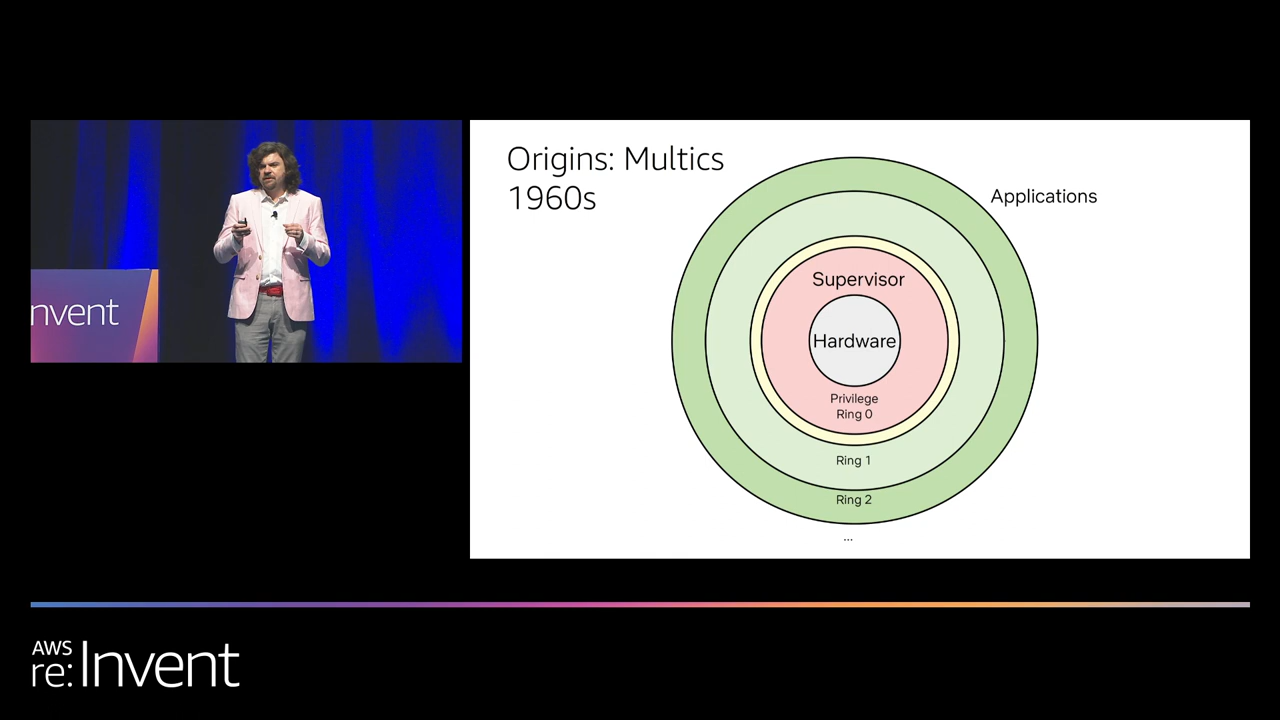 nvent
Origins: Multics
1960s
Applications
Supervisor
Hardware
Privilege
Ring 0
Ring 1
Ring 2
...
AWS
re:Invent